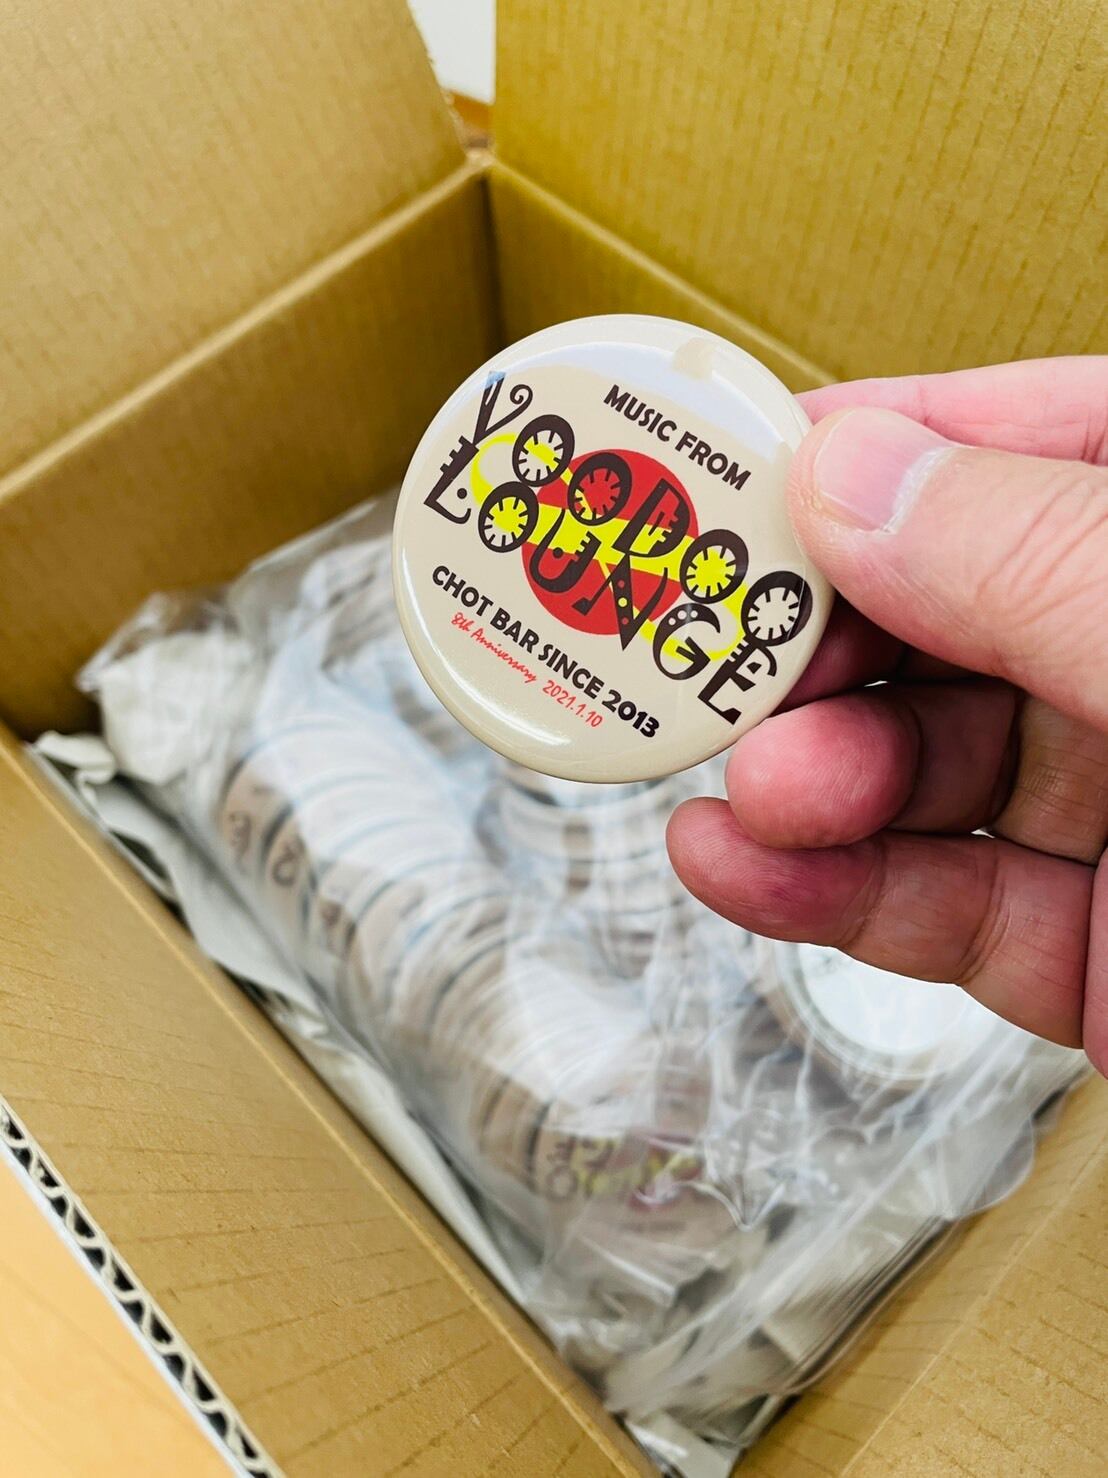 MUSIC FROM
VOODOO
LOUNGE
CHOT BAR SINCE 2013
8th Anniversary 2021.1.10